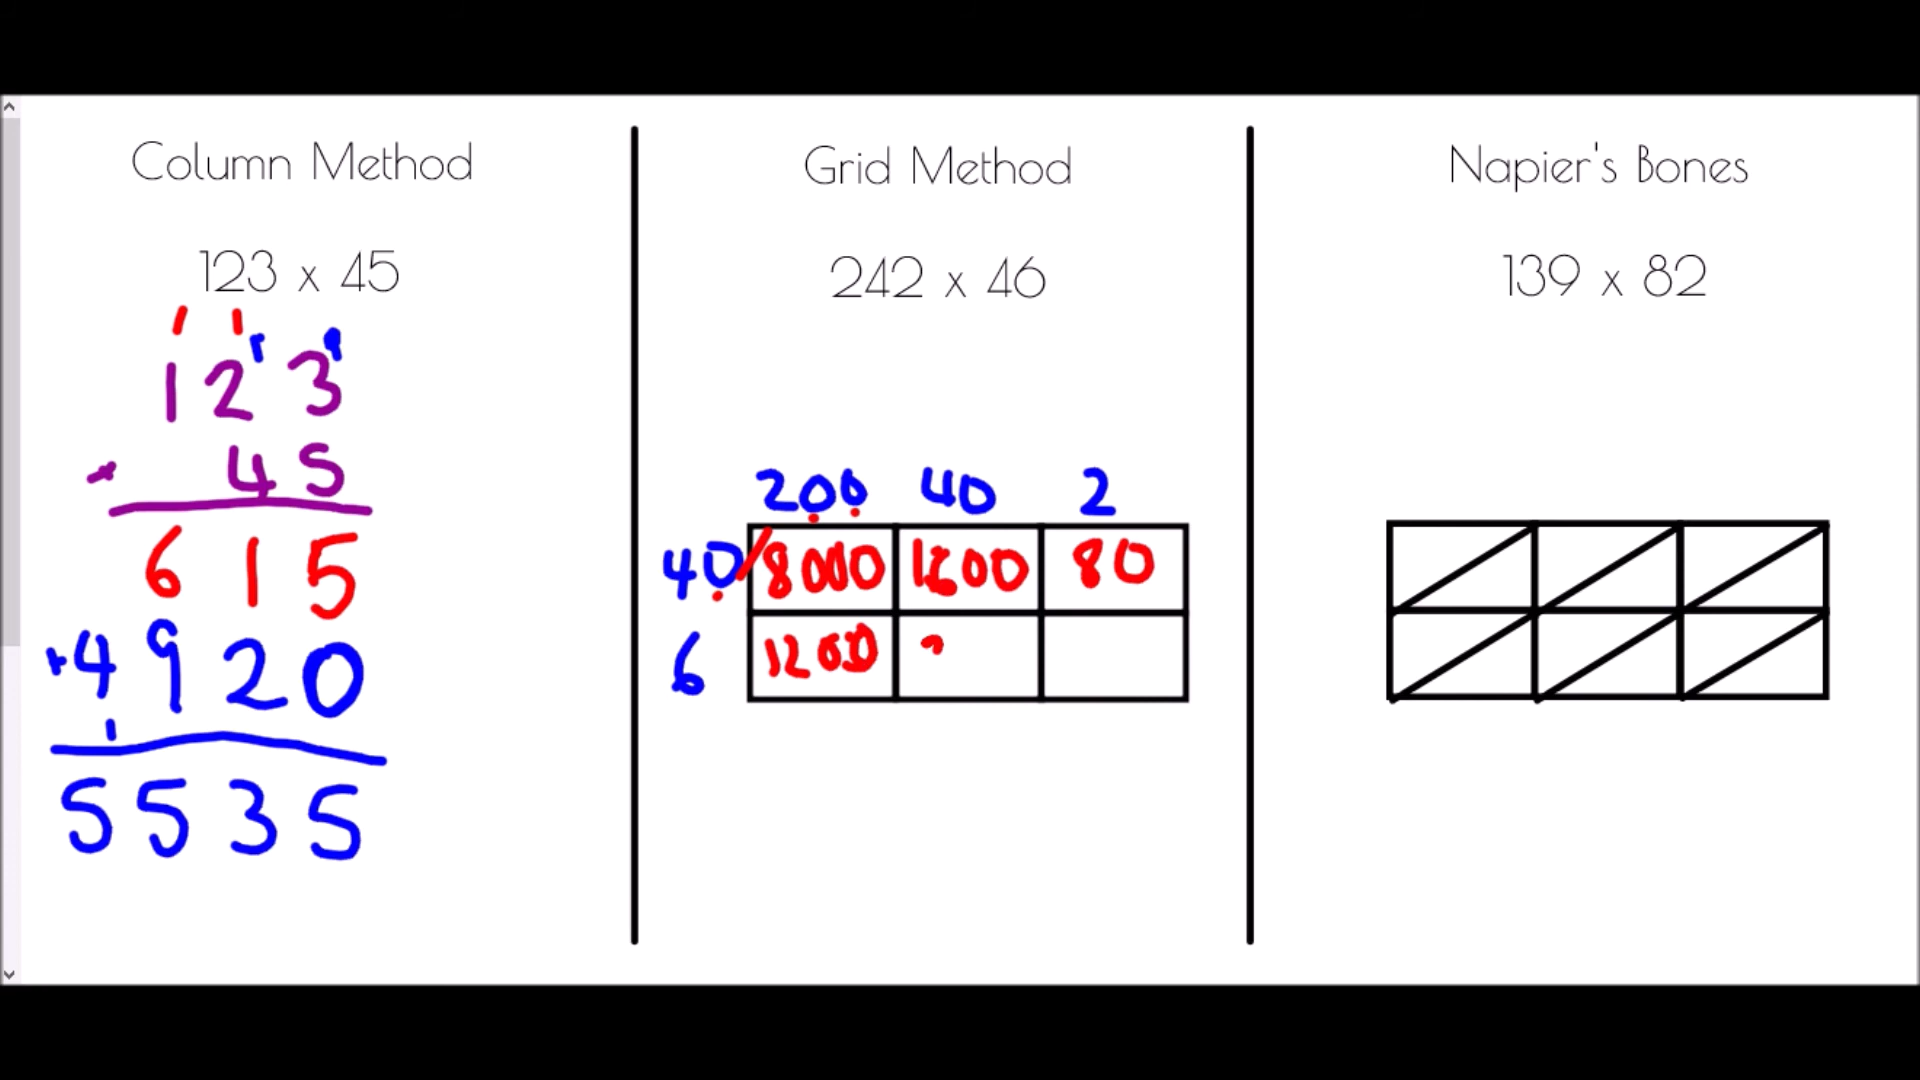 Column Method
123 x 45
1 1 1 1
1 2 3
x 4 5
6 1 5
+ 4 9 2 0
1
5 5 3 5
Grid Method
242 x 46
200 40 2
40 8000 1600 80
6 1200
Napier's Bones
139 x 82